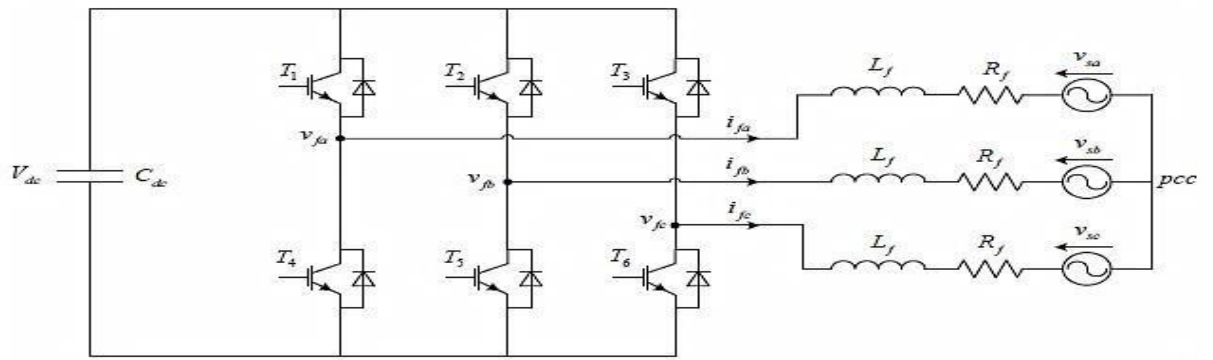 T1
T2
T3
Lf
Rf
vsa
vfa
ifa
Vdc
Cdc
vfb
ifb
Lf
Rf
vsb
pcc
vfc
ifc
T4
T5
T6
Lf
Rf
vsc